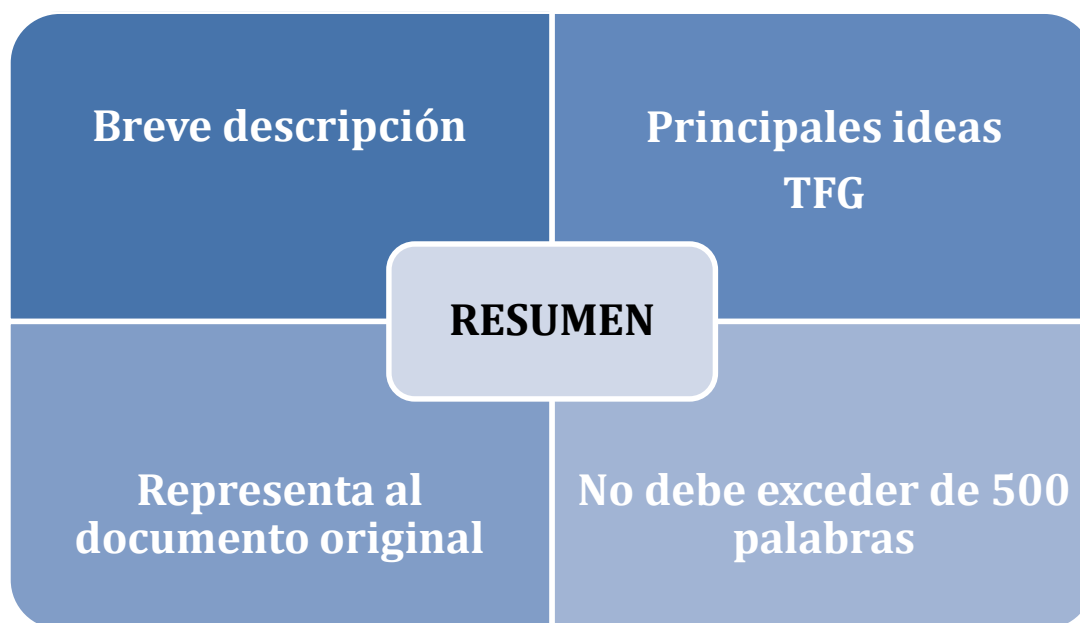 Breve descripción
Principales ideas
TFG
RESUMEN
Representa al
documento original
No debe exceder de 500
palabras